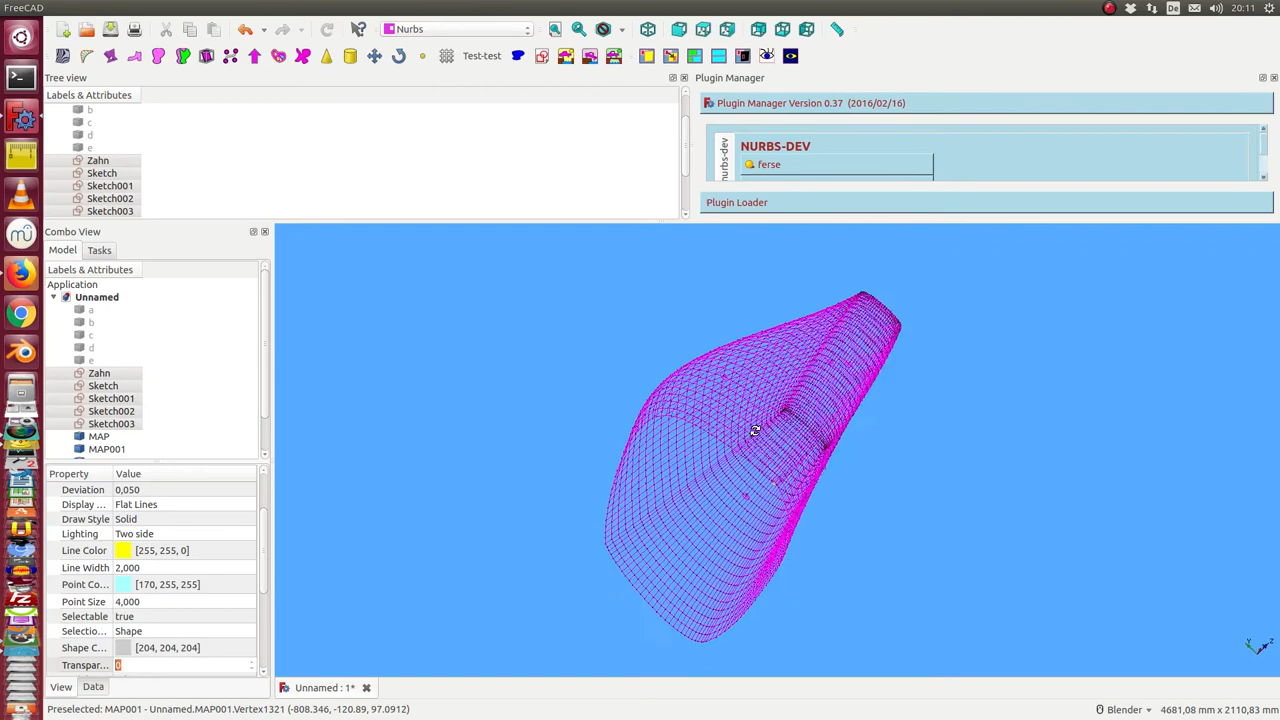 FreeCAD
De
20:11
Nurbs
Test-test
Tree view
Labels & Attributes
b
c
d
e
Zahn
Sketch
Sketch001
Sketch002
Sketch003
Plugin Manager
Plugin Manager Version 0.37 (2016/02/16)
nurbs-dev
NURBS-DEV
ferse
Plugin Loader
Combo View
Model
Tasks
Labels & Attributes
Application
Unnamed
a
b
c
d
e
Zahn
Sketch
Sketch001
Sketch002
Sketch003
MAP
MAP001
Property Value
Deviation 0,050
Display ... Flat Lines
Draw Style Solid
Lighting Two side
Line Color [255, 255, 0]
Line Width 2,000
Point Co... [170, 255, 255]
Point Size 4,000
Selectable true
Selectio... Shape
Shape C... [204, 204, 204]
Transpar... 0
View Data
Unnamed : 1*
Y Z
Preselected: MAP001 - Unnamed.MAP001.Vertex1321 (-808.346, -120.89, 97.0912)
Blender
4681,08 mm x 2110,83 mm